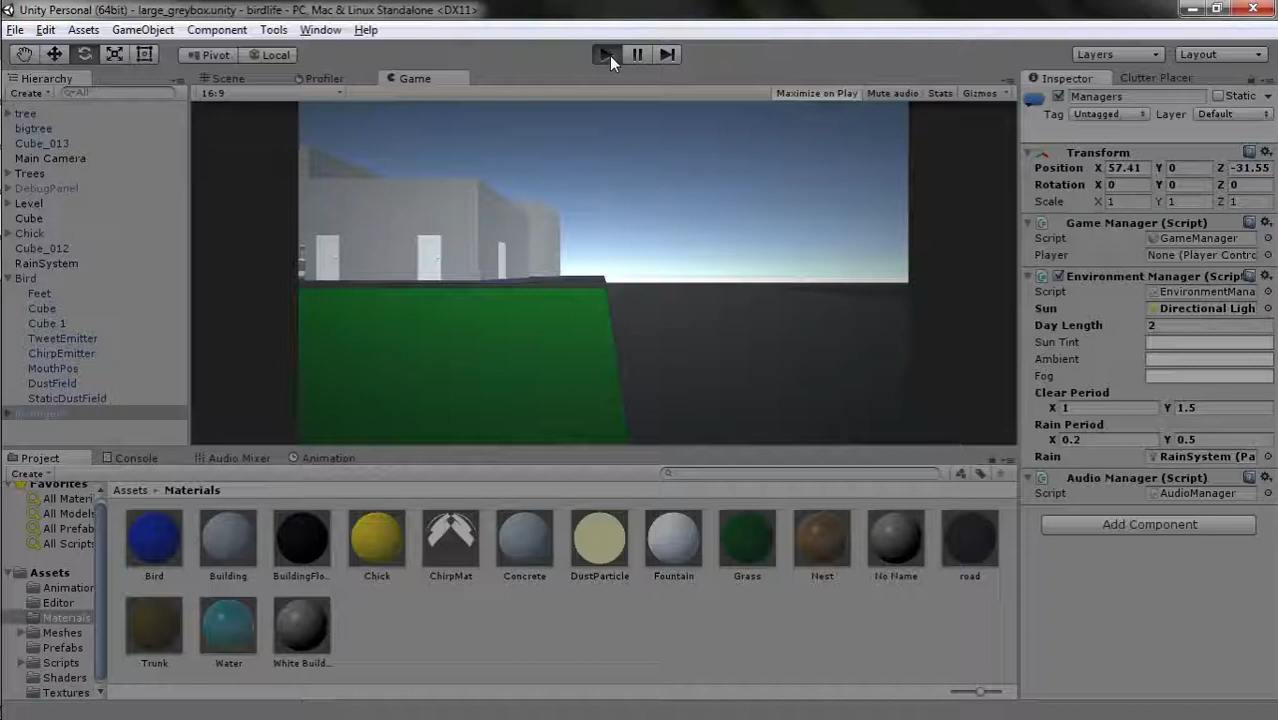 Unity Personal (64bit) - large_greybox.unity - birdlife - PC, Mac & Linux Standalone <DX11>
File Edit Assets GameObject Component Tools Window Help
Pivot Local Layers Layout
Hierarchy Scene Profiler Game Inspector Clutter Placer
Create All 16:9 Maximize on Play Mute audio Stats Gizmos Managers Static
tree
bigtree
Cube_013
Main Camera
Trees
DebugPanel
Level
Cube
Chick
Cube_012
RainSystem
Bird
Feet
Cube
Cube 1
TweetEmitter
ChirpEmitter
MouthPos
DustField
StaticDustField
Tag Untagged Layer Default
Transform
Position X 57.41 Y 0 Z -31.55
Rotation X 0 Y 0 Z 0
Scale X 1 Y 1 Z 1
Game Manager (Script)
Script GameManager
Player None (Player Contro
Environment Manager (Scrip
Script EnvironmentMana
Sun Directional Ligh
Day Length 2
Sun Tint
Ambient
Fog
Clear Period
X 1 Y 1.5
Rain Period
X 0.2 Y 0.5
Rain RainSystem (Pa
Audio Manager (Script)
Script AudioManager
Add Component
Project Console Audio Mixer Animation
Create
Favorites
All Materi
All Models
All Prefab
All Scripts
Assets
Animation
Editor
Materials
Meshes
Prefabs
Scripts
Shaders
Textures
Assets Materials
Bird Building BuildingFlo... Chick ChirpMat Concrete DustParticle Fountain Grass Nest No Name road
Trunk Water White Build...